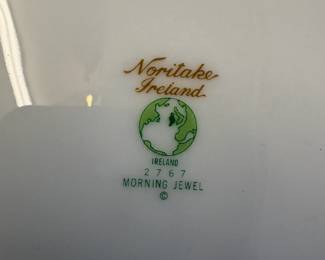 Noritake
Ireland
IRELAND
2767
MORNING JEWEL
©